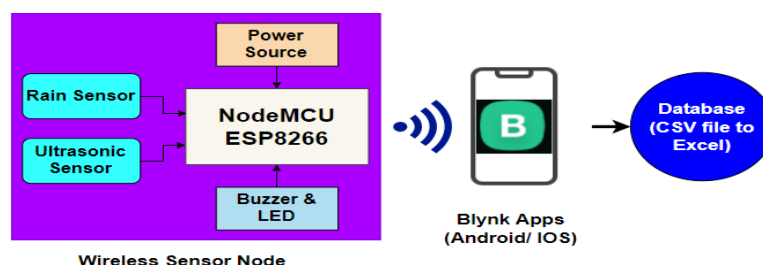 Power
Source
Rain Sensor
NodeMCU
ESP8266
Ultrasonic
Sensor
Buzzer &
LED
Wireless Sensor Node
B
Blynk Apps
(Android/ IOS)
Database
(CSV file to
Excel)